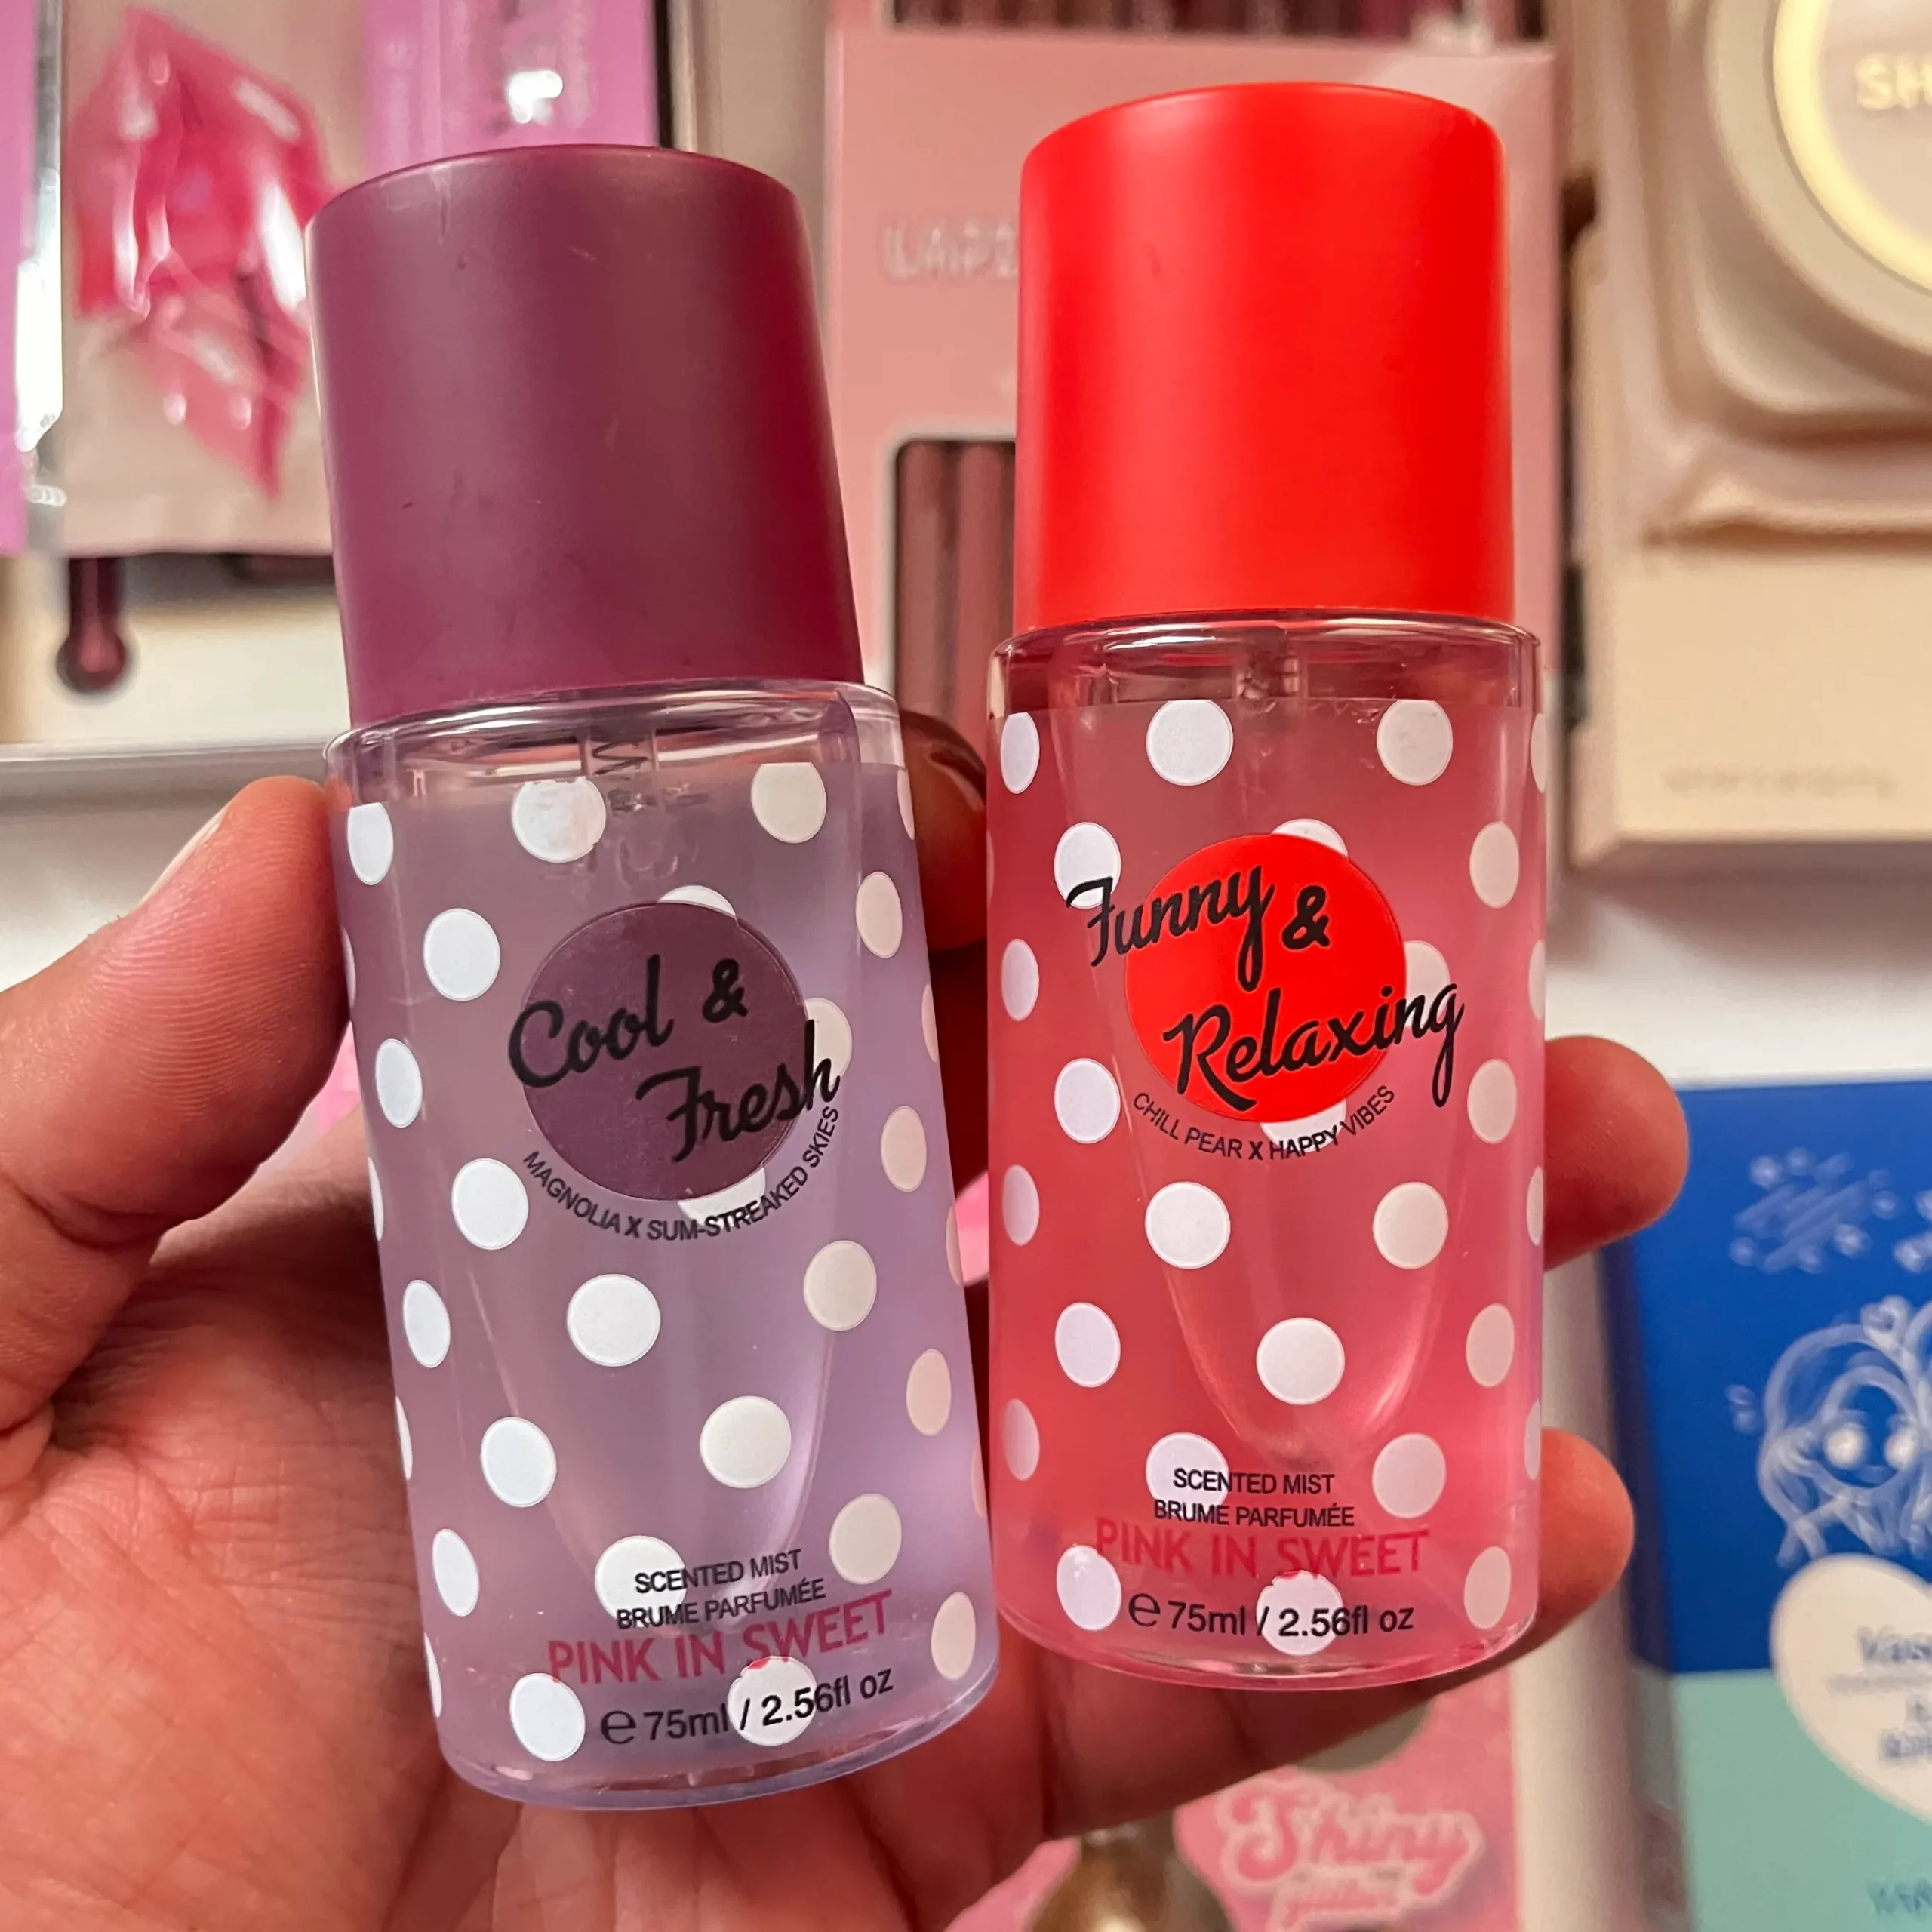 Cool &
Fresh
MAGNOLIA X SUM-STREAKED SKIES
SCENTED MIST
BRUME PARFUMÉE
PINK IN SWEET
℮75ml / 2.56fl oz
Funny &
Relaxing
CHILL PEAR X HAPPY VIBES
SCENTED MIST
BRUME PARFUMÉE
PINK IN SWEET
℮75ml / 2.56fl oz
Shiny